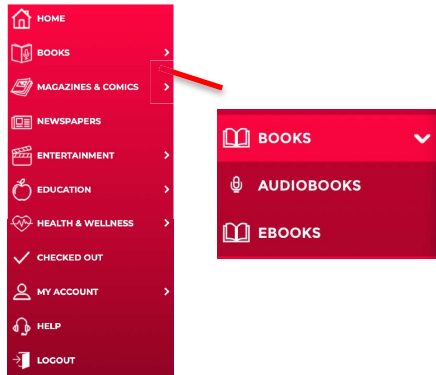 HOME
BOOKS
MAGAZINES & COMICS
NEWSPAPERS
ENTERTAINMENT
EDUCATION
HEALTH & WELLNESS
CHECKED OUT
MY ACCOUNT
HELP
LOGOUT
BOOKS
AUDIOBOOKS
EBOOKS